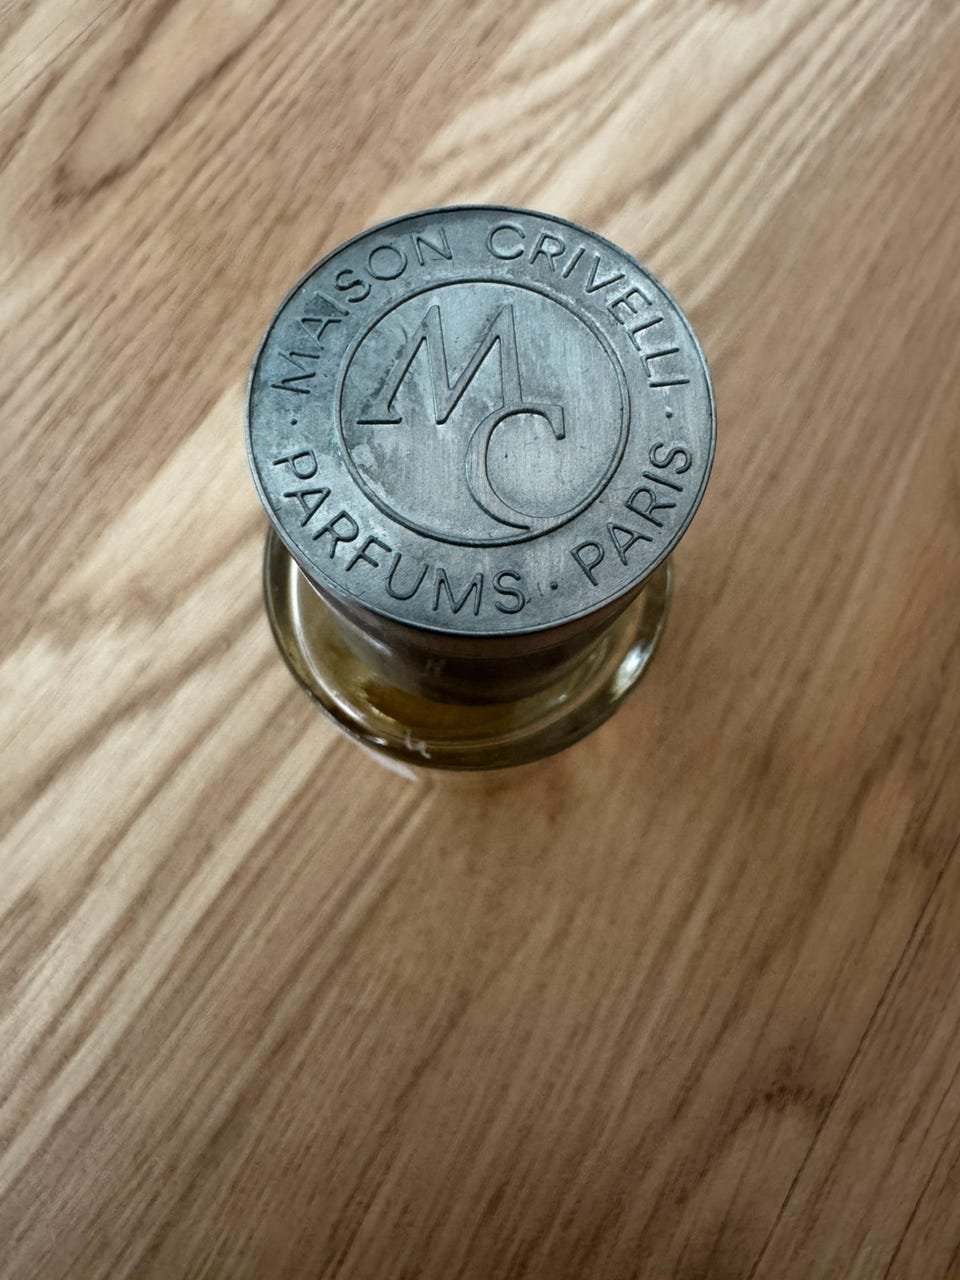 MAISON CRIVELLI
· PARFUMS · PARIS ·
MC